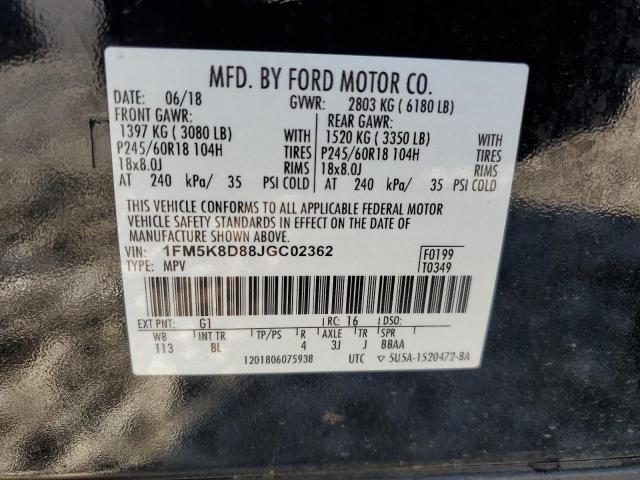 MFD. BY FORD MOTOR CO.
DATE: 06/18 GVWR: 2803 KG ( 6180 LB)
FRONT GAWR: REAR GAWR:
1397 KG ( 3080 LB) WITH 1520 KG ( 3350 LB) WITH
P245/60R18 104H TIRES P245/60R18 104H TIRES
18x8.0J RIMS 18x8.0J RIMS
AT 240 kPa/ 35 PSI COLD AT 240 kPa/ 35 PSI COLD
THIS VEHICLE CONFORMS TO ALL APPLICABLE FEDERAL MOTOR
VEHICLE SAFETY STANDARDS IN EFFECT ON THE DATE OF
MANUFACTURE SHOWN ABOVE.
VIN: 1FM5K8D88JGC02362 F0199
TYPE: MPV T0349
EXT PNT: G1 RC: 16 DSO:
WB INT TR TP/PS R AXLE TR SPR
113 BL 4 3J J BBAA
1201806075938 UTC ▽ 5U5A-1520472-BA